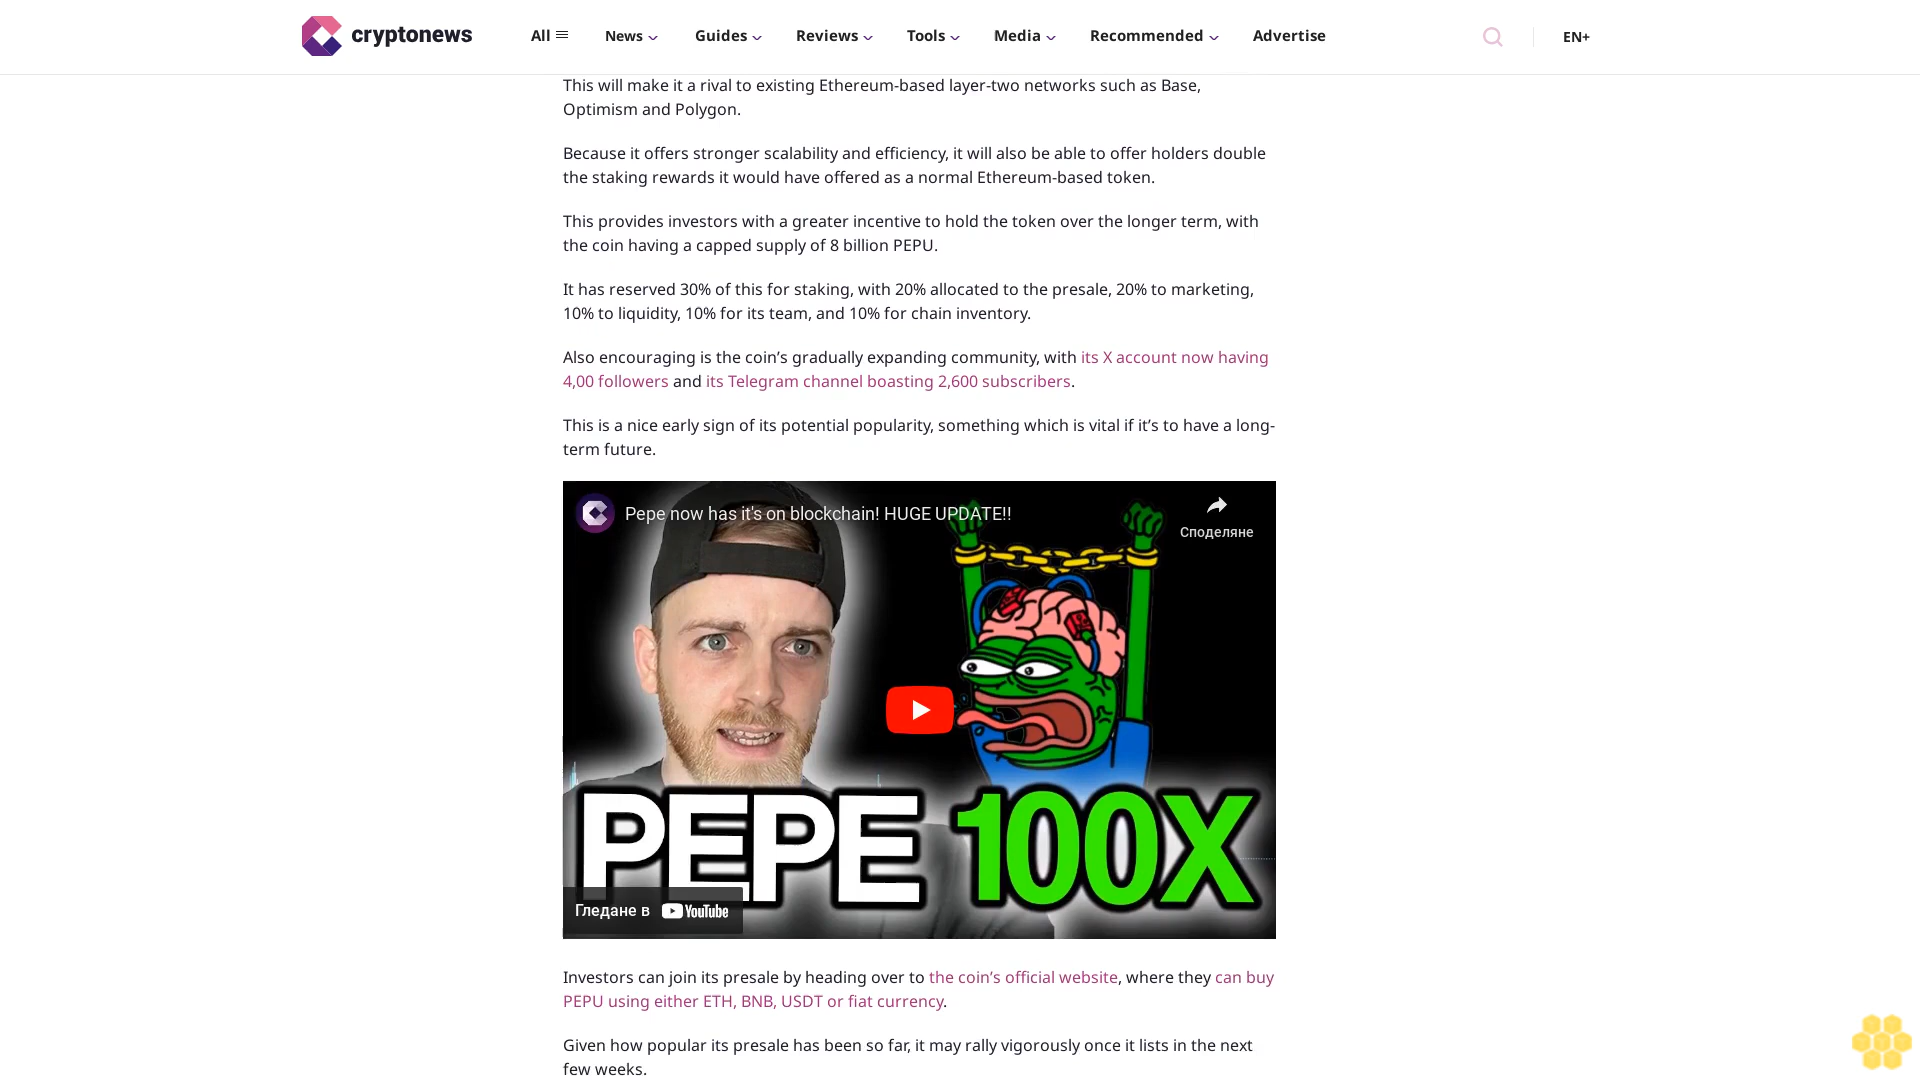 cryptonews
All
News
Guides
Reviews
Tools
Media
Recommended
Advertise
EN+
This will make it a rival to existing Ethereum-based layer-two networks such as Base,
Optimism and Polygon.
Because it offers stronger scalability and efficiency, it will also be able to offer holders double
the staking rewards it would have offered as a normal Ethereum-based token.
This provides investors with a greater incentive to hold the token over the longer term, with
the coin having a capped supply of 8 billion PEPU.
It has reserved 30% of this for staking, with 20% allocated to the presale, 20% to marketing,
10% to liquidity, 10% for its team, and 10% for chain inventory.
Also encouraging is the coin’s gradually expanding community, with its X account now having
4,00 followers and its Telegram channel boasting 2,600 subscribers.
This is a nice early sign of its potential popularity, something which is vital if it’s to have a long-
term future.
Pepe now has it's on blockchain! HUGE UPDATE!!
Споделяне
PEPE 100X
Гледане в YouTube
Investors can join its presale by heading over to the coin’s official website, where they can buy
PEPU using either ETH, BNB, USDT or fiat currency.
Given how popular its presale has been so far, it may rally vigorously once it lists in the next
few weeks.